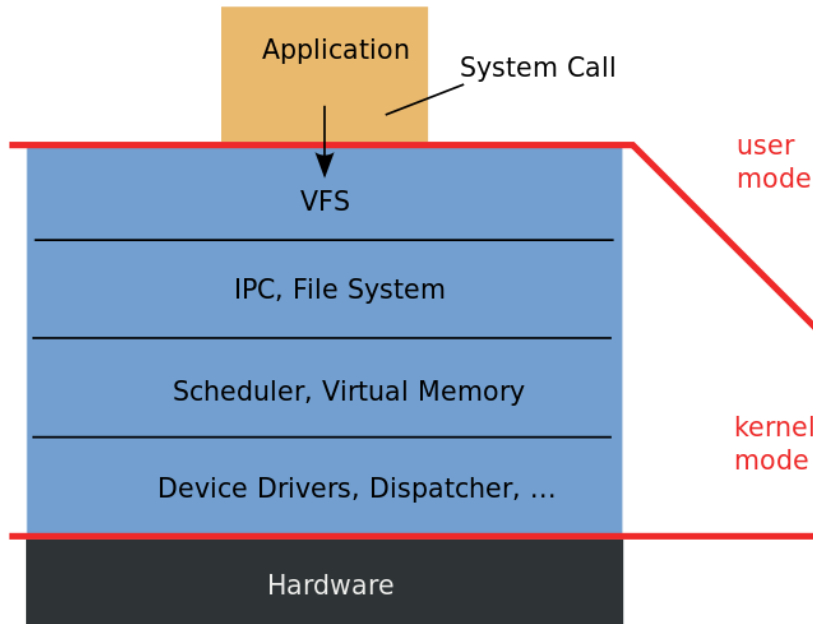 Application
System Call
user
mode
VFS
IPC, File System
Scheduler, Virtual Memory
kernel
mode
Device Drivers, Dispatcher, ...
Hardware